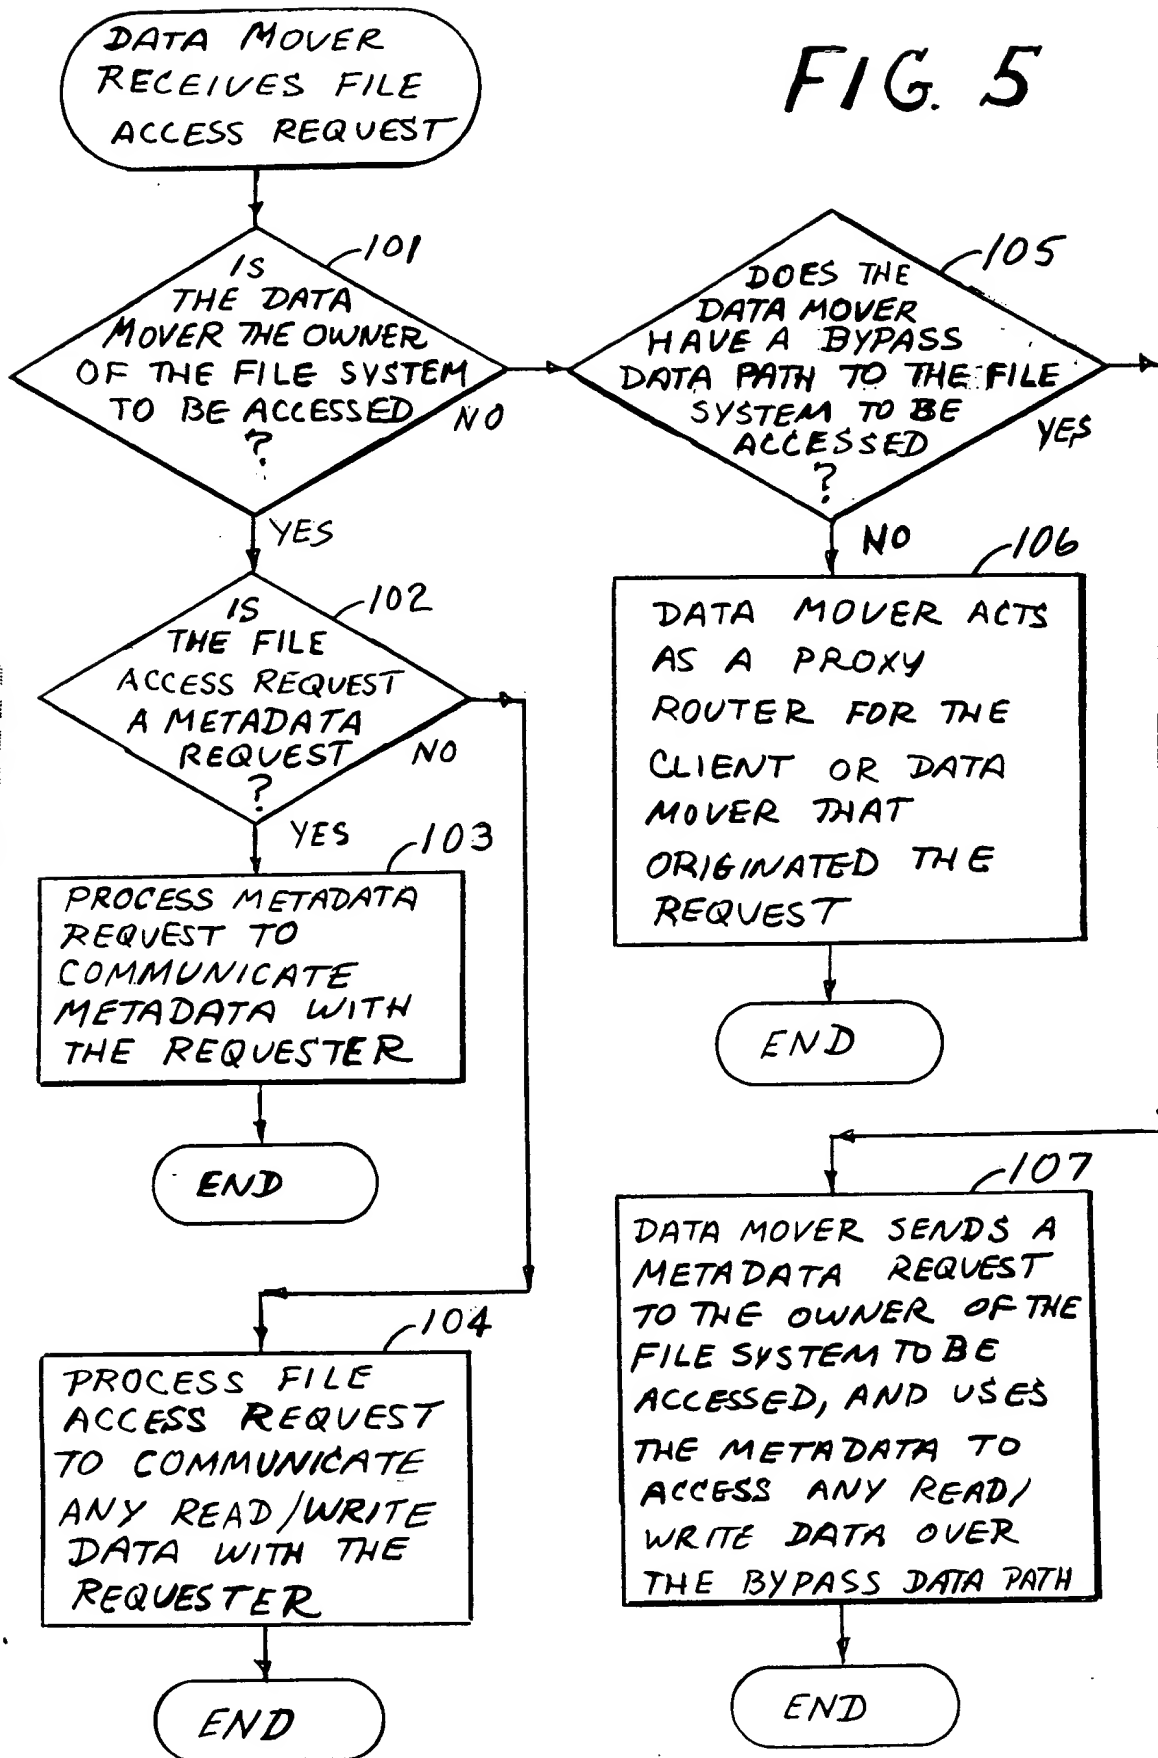 FIG. 5
DATA MOVER
RECEIVES FILE
ACCESS REQUEST
101
IS
THE DATA
MOVER THE OWNER
OF THE FILE SYSTEM
TO BE ACCESSED
?
NO
YES
102
IS
THE FILE
ACCESS REQUEST
A METADATA
REQUEST
?
NO
YES
103
PROCESS METADATA
REQUEST TO
COMMUNICATE
METADATA WITH
THE REQUESTER
END
104
PROCESS FILE
ACCESS REQUEST
TO COMMUNICATE
ANY READ/WRITE
DATA WITH THE
REQUESTER
END
105
DOES THE
DATA MOVER
HAVE A BYPASS
DATA PATH TO THE FILE
SYSTEM TO BE
ACCESSED
?
YES
NO
106
DATA MOVER ACTS
AS A PROXY
ROUTER FOR THE
CLIENT OR DATA
MOVER THAT
ORIGINATED THE
REQUEST
END
107
DATA MOVER SENDS A
METADATA REQUEST
TO THE OWNER OF THE
FILE SYSTEM TO BE
ACCESSED, AND USES
THE METADATA TO
ACCESS ANY READ/
WRITE DATA OVER
THE BYPASS DATA PATH
END